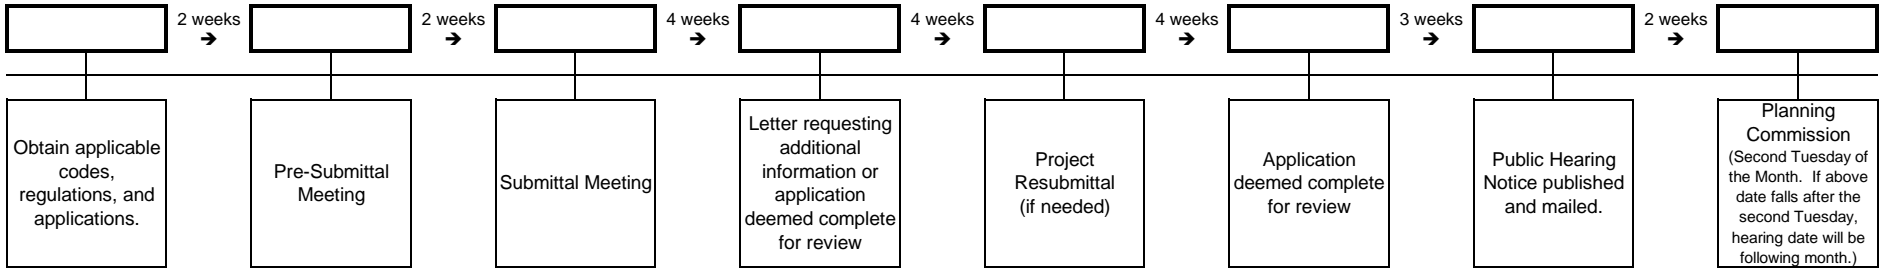 2 weeks
➔
2 weeks
➔
4 weeks
➔
4 weeks
➔
4 weeks
➔
3 weeks
➔
2 weeks
➔
Obtain applicable
codes,
regulations, and
applications.
Pre-Submittal
Meeting
Submittal Meeting
Letter requesting
additional
information or
application
deemed complete
for review
Project
Resubmittal
(if needed)
Application
deemed complete
for review
Public Hearing
Notice published
and mailed.
Planning
Commission
(Second Tuesday of
the Month.  If above
date falls after the
second Tuesday,
hearing date will be
following month.)